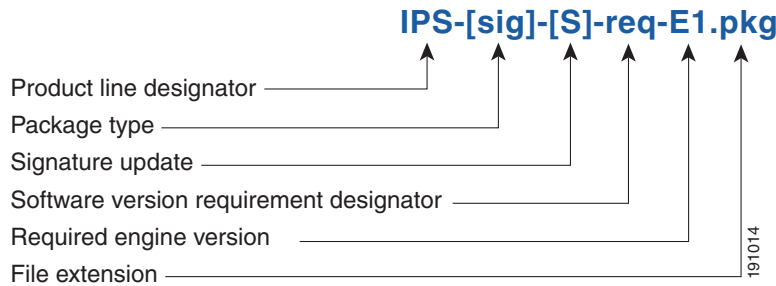 IPS-[sig]-[S]-req-E1.pkg
Product line designator
Package type
Signature update
Software version requirement designator
Required engine version
File extension
191014